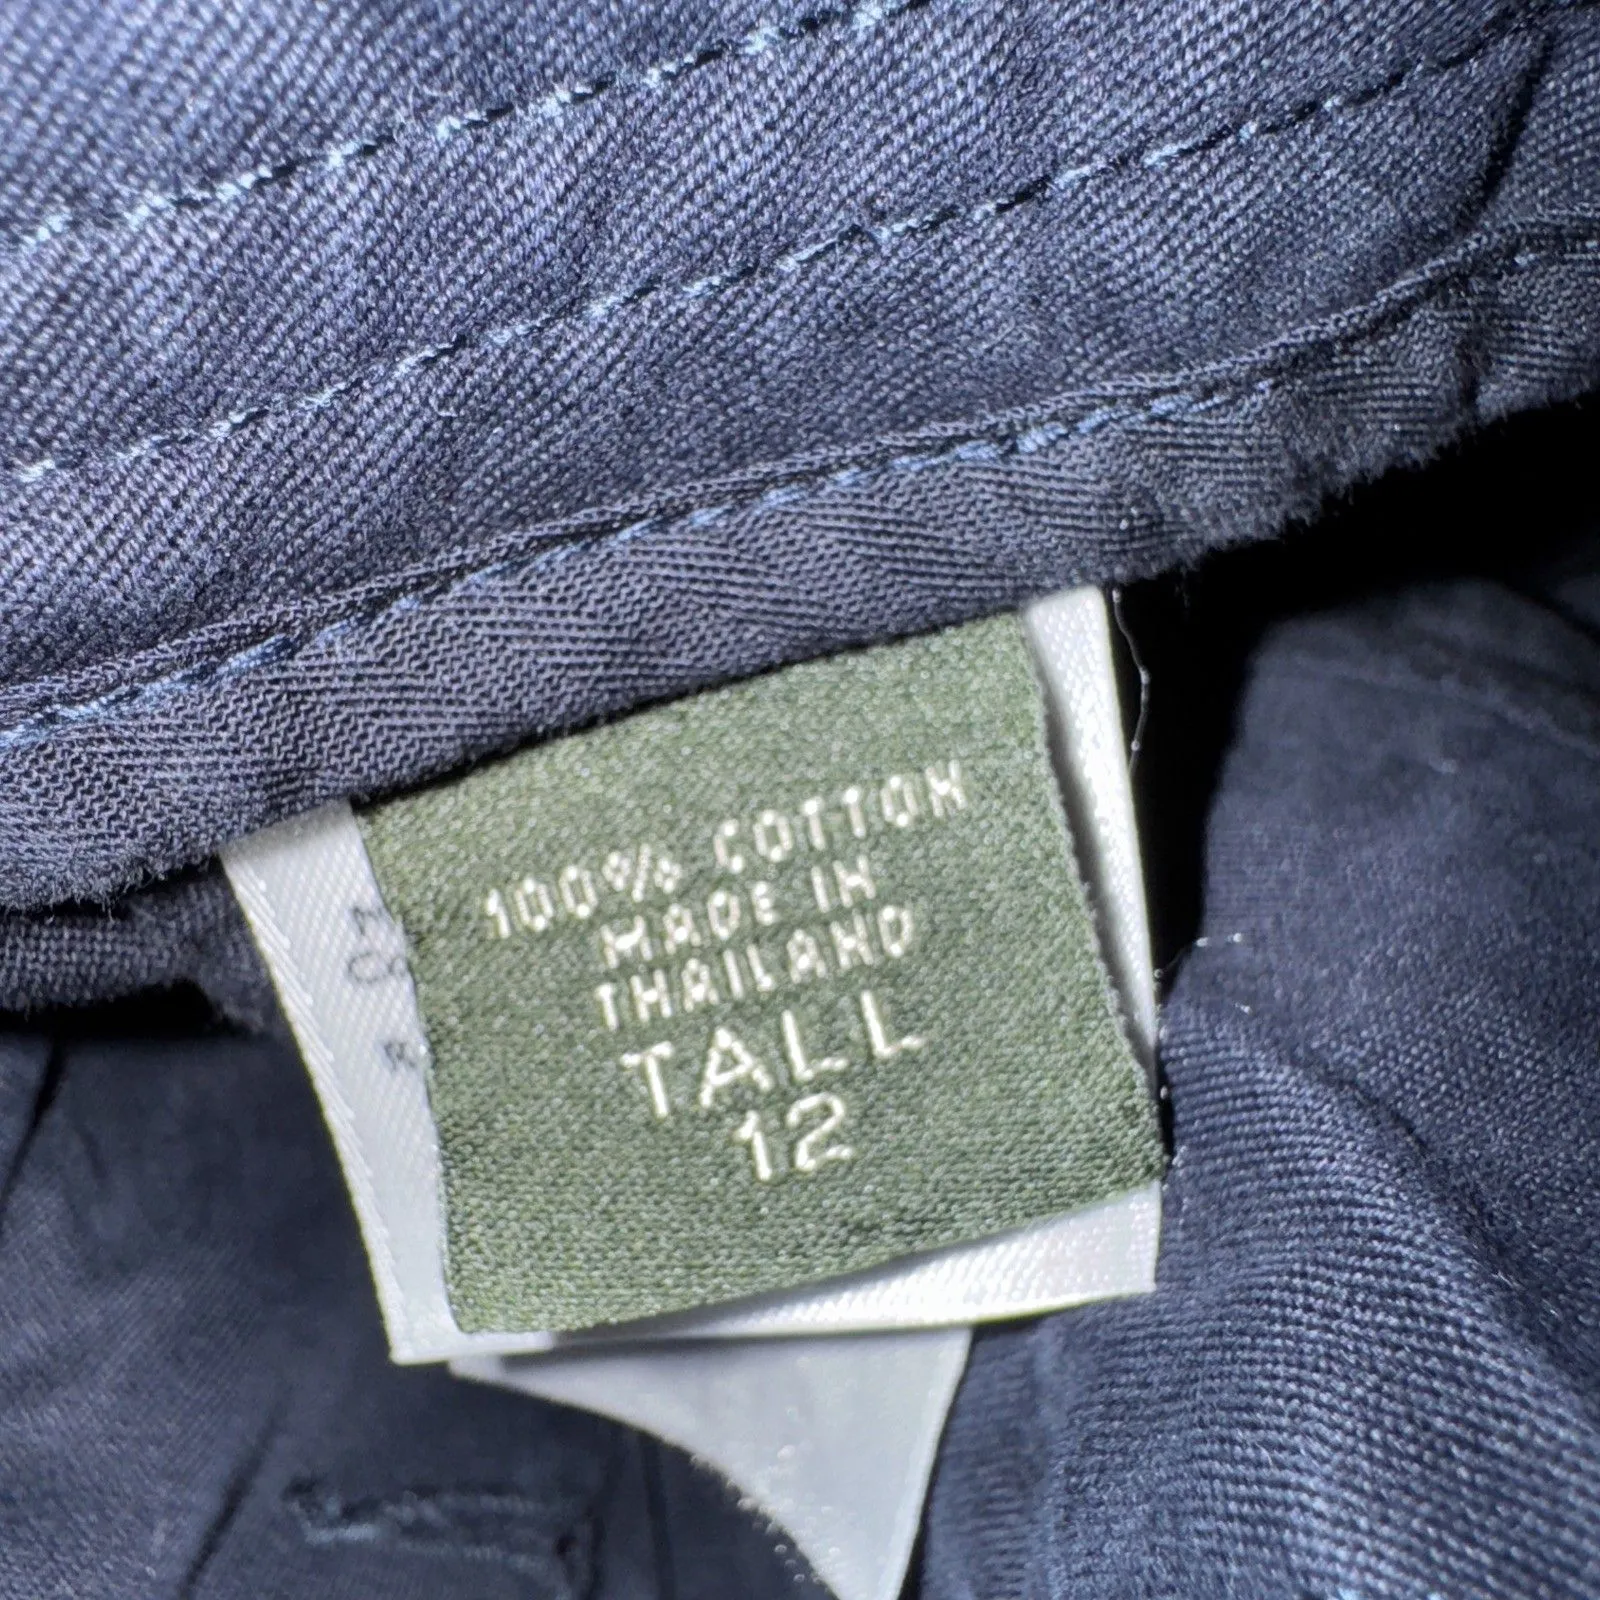 100% COTTON
MADE IN
THAILAND
TALL
12